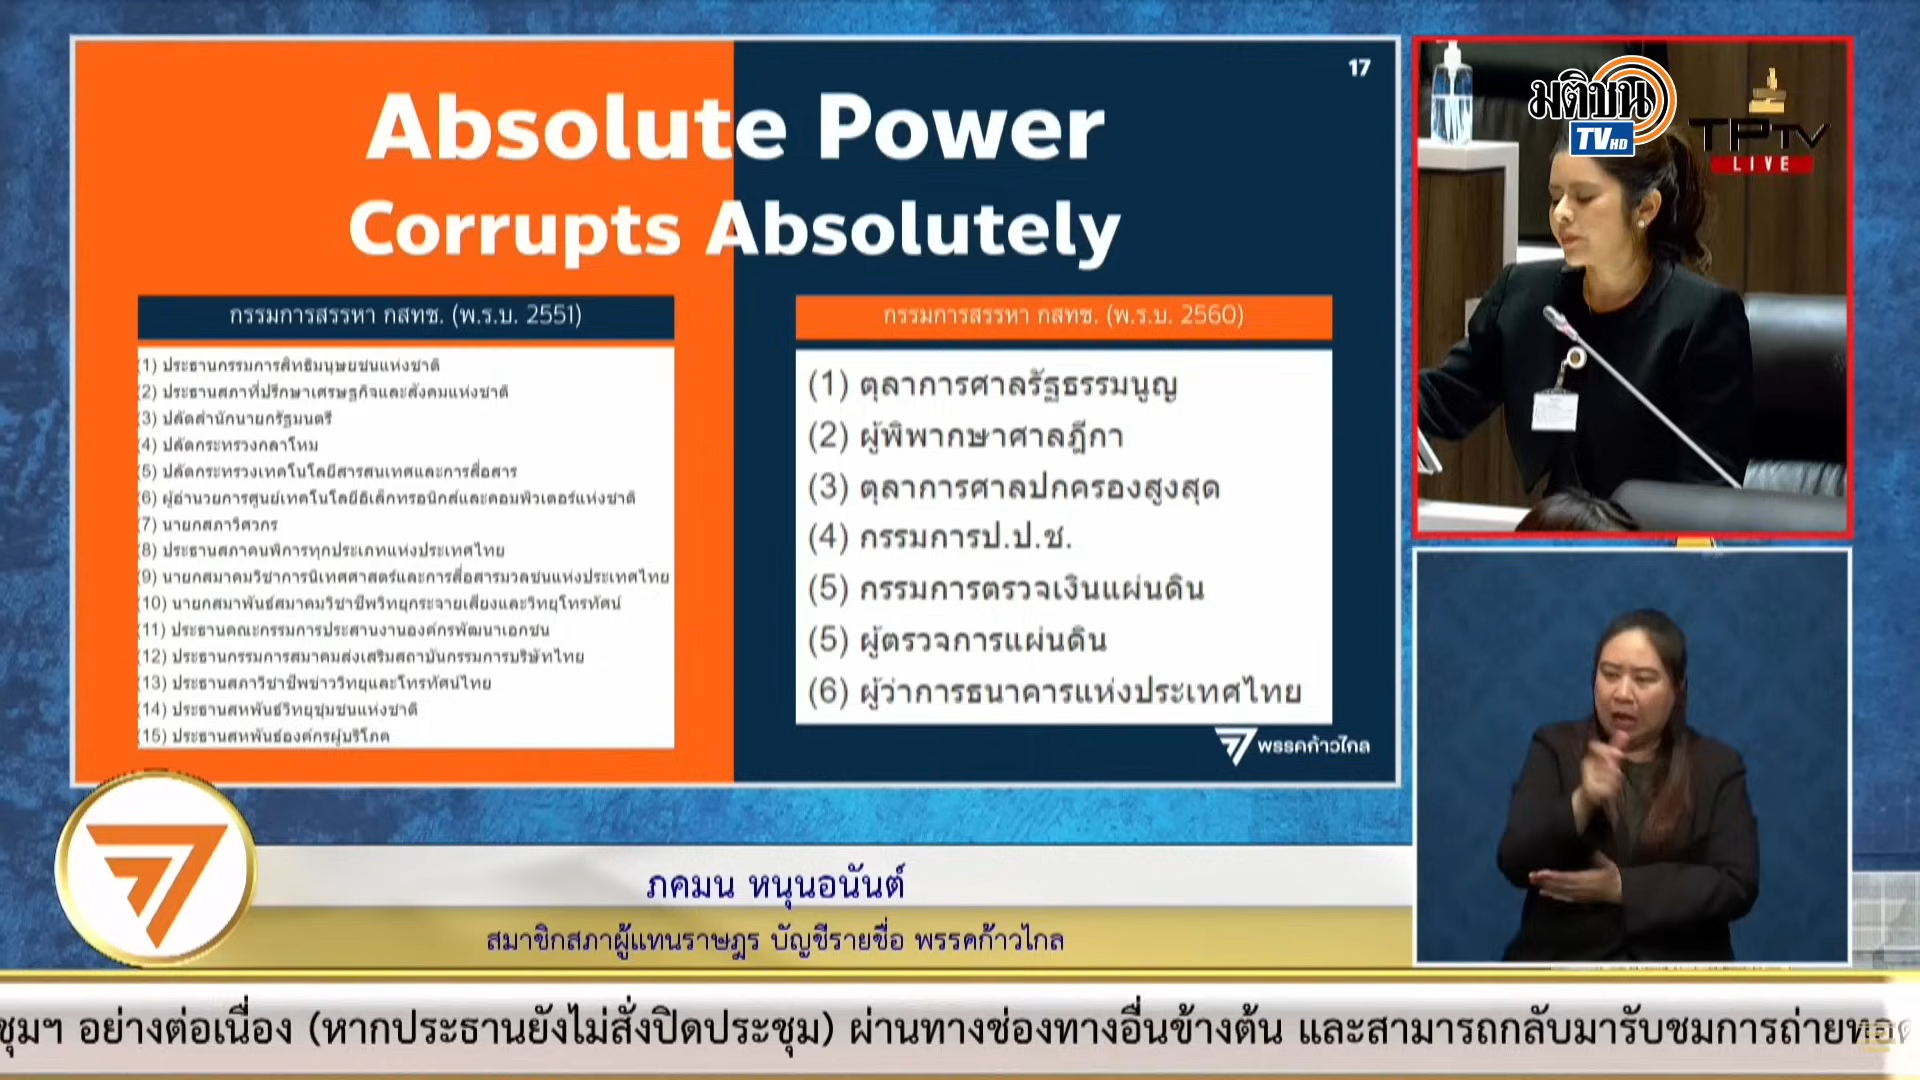 17
Absolute Power
Corrupts Absolutely
กรรมการสรรหา กสทช. (พ.ร.บ. 2551)
(1) ประธานกรรมการสิทธิมนุษยชนแห่งชาติ
(2) ประธานสภาที่ปรึกษาเศรษฐกิจและสังคมแห่งชาติ
(3) ปลัดสำนักนายกรัฐมนตรี
(4) ปลัดกระทรวงกลาโหม
(5) ปลัดกระทรวงเทคโนโลยีสารสนเทศและการสื่อสาร
(6) ผู้อำนวยการศูนย์เทคโนโลยีอิเล็กทรอนิกส์และคอมพิวเตอร์แห่งชาติ
(7) นายกสภาวิศวกร
(8) ประธานสภาคนพิการทุกประเภทแห่งประเทศไทย
(9) นายกสมาคมวิชาการนิเทศศาสตร์และการสื่อสารมวลชนแห่งประเทศไทย
(10) นายกสมาพันธ์สมาคมวิชาชีพวิทยุกระจายเสียงและวิทยุโทรทัศน์
(11) ประธานคณะกรรมการประสานงานองค์กรพัฒนาเอกชน
(12) ประธานกรรมการสมาคมส่งเสริมสถาบันกรรมการบริษัทไทย
(13) ประธานสภาวิชาชีพข่าววิทยุและโทรทัศน์ไทย
(14) ประธานสหพันธ์วิทยุชุมชนแห่งชาติ
(15) ประธานสหพันธ์องค์กรผู้บริโภค
กรรมการสรรหา กสทช. (พ.ร.บ. 2560)
(1) ตุลาการศาลรัฐธรรมนูญ
(2) ผู้พิพากษาศาลฎีกา
(3) ตุลาการศาลปกครองสูงสุด
(4) กรรมการป.ป.ช.
(5) กรรมการตรวจเงินแผ่นดิน
(5) ผู้ตรวจการแผ่นดิน
(6) ผู้ว่าการธนาคารแห่งประเทศไทย
พรรคก้าวไกล
มติชน
TV HD
TPTV
LIVE
ภคมน หนุนอนันต์
สมาชิกสภาผู้แทนราษฎร บัญชีรายชื่อ พรรคก้าวไกล
ชุมฯ อย่างต่อเนื่อง (หากประธานยังไม่สั่งปิดประชุม) ผ่านทางช่องทางอื่นข้างต้น และสามารถกลับมารับชมการถ่ายทอด